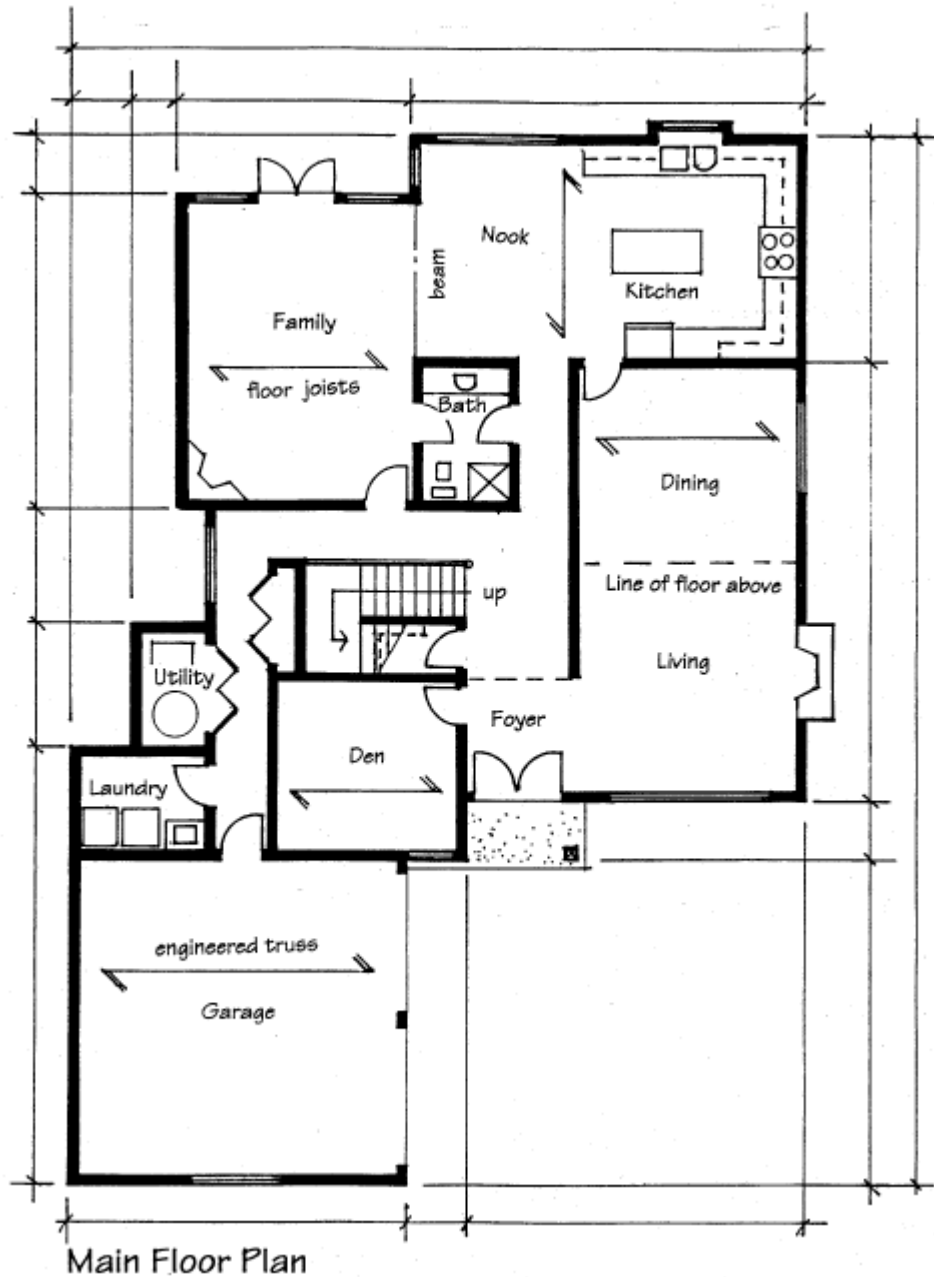 Nook
beam
Kitchen
Family
floor joists
Bath
Dining
Line of floor above
up
Living
Utility
Foyer
Den
Laundry
engineered truss
Garage
Main Floor Plan